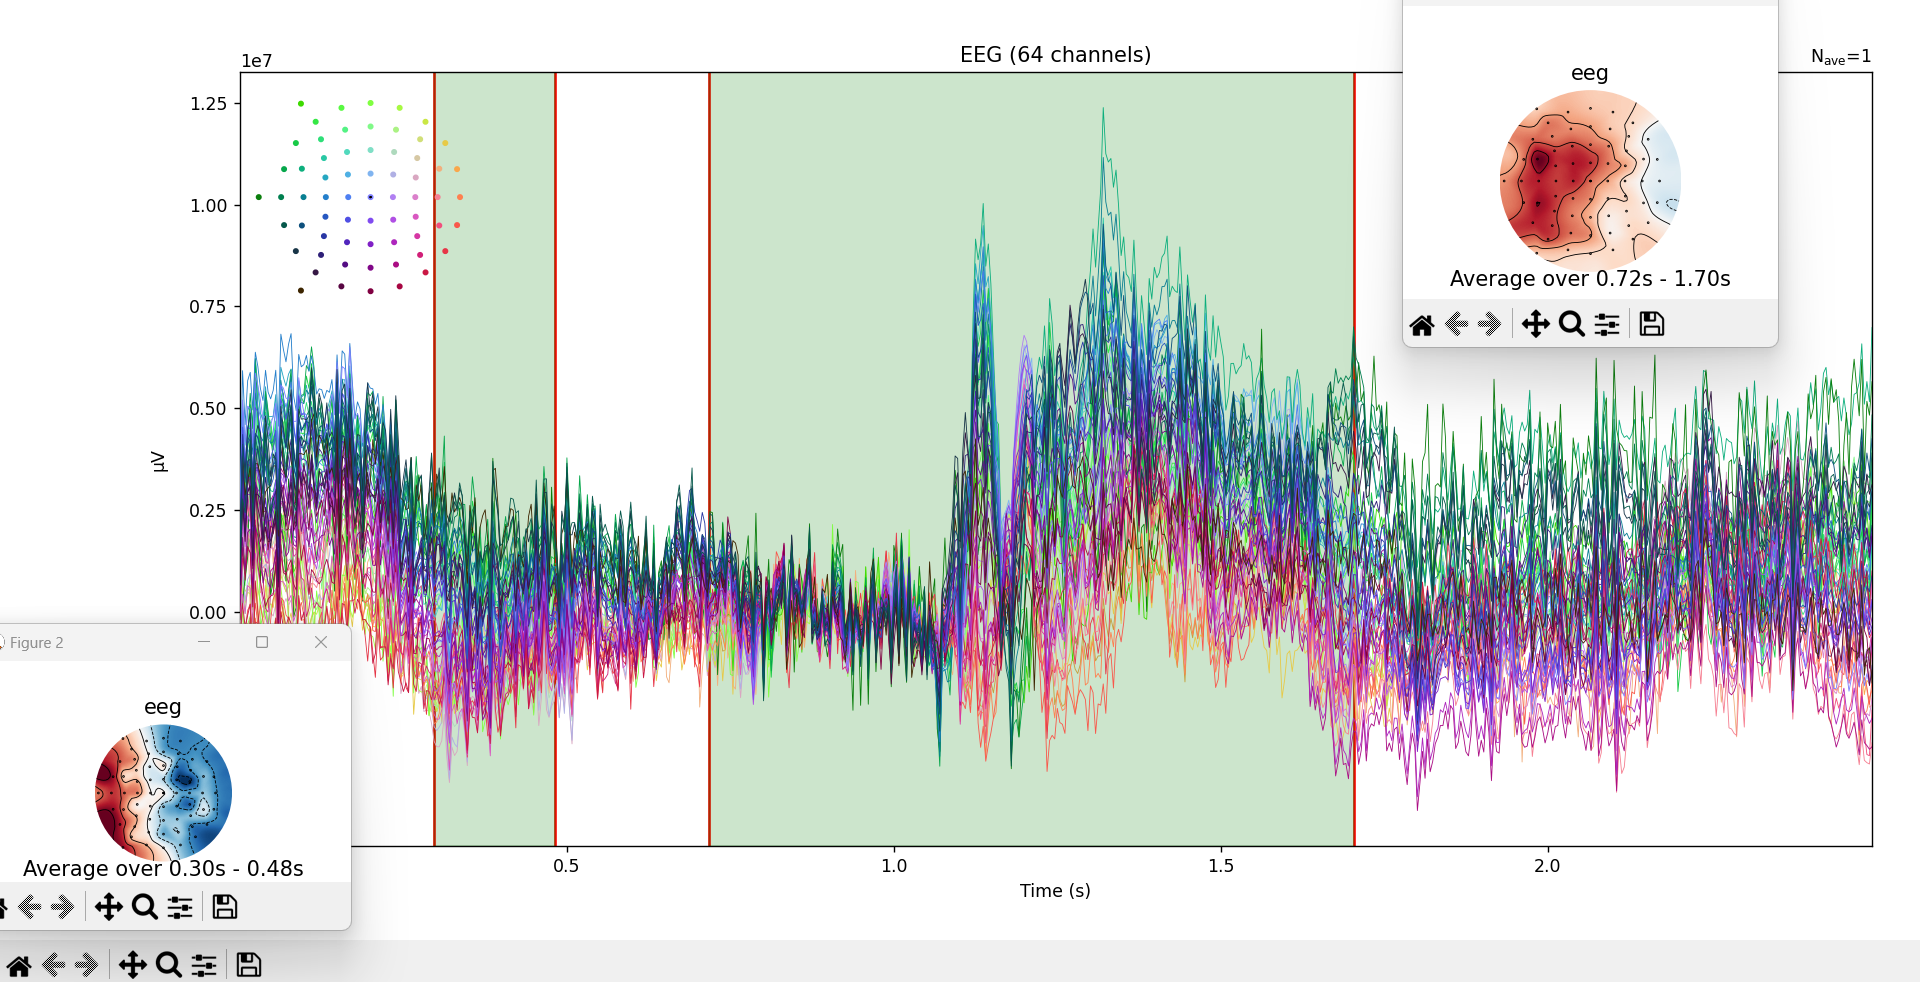 1e7
EEG (64 channels)
Nave=1
eeg
Average over 0.72s - 1.70s
1.25
1.00
0.75
0.50
0.25
0.00
µV
Figure 2
eeg
Average over 0.30s - 0.48s
0.5
1.0
1.5
2.0
Time (s)